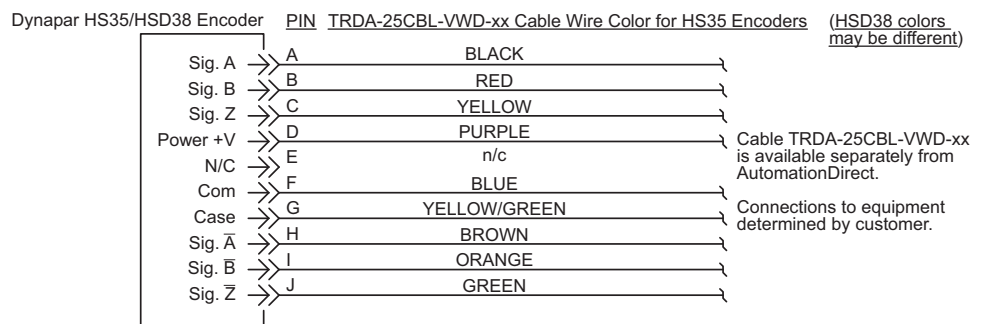 Dynapar HS35/HSD38 Encoder PIN TRDA-25CBL-VWD-xx Cable Wire Color for HS35 Encoders (HSD38 colors
may be different)
Sig. A A BLACK
Sig. B B RED
Sig. Z C YELLOW
Power +V D PURPLE
N/C E n/c
Com F BLUE
Case G YELLOW/GREEN
Sig. A̅ H BROWN
Sig. B̅ I ORANGE
Sig. Z̅ J GREEN
Cable TRDA-25CBL-VWD-xx
is available separately from
AutomationDirect.
Connections to equipment
determined by customer.